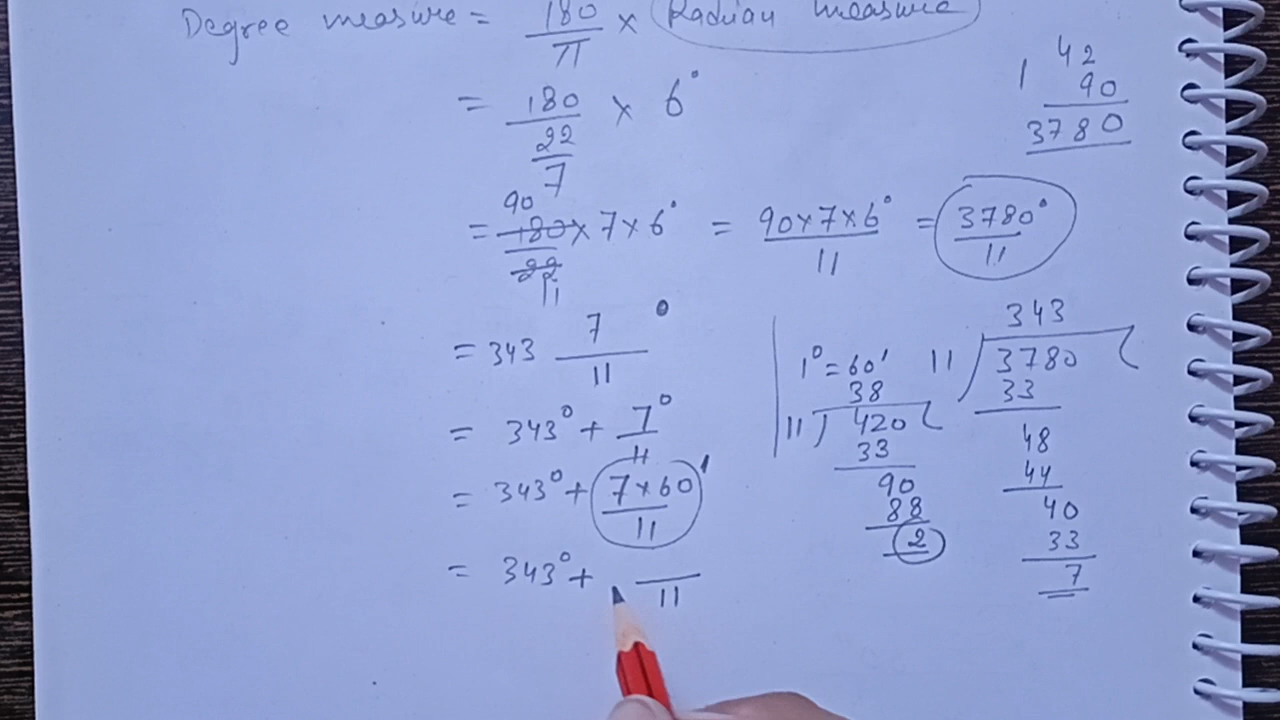 Degree measure = 180/π × Radian measure
= 180/(22/7) × 6°
42
1 90
3780
90
= 180×7×6°/22 = 90×7×6°/11 = 3780°/11
11
= 343 7/11 °
= 343° + 7°/11
= 343° + 7×60'/11
= 343° + /11
1° = 60'
38
11 ) 420 (
33
90
88
2
343
11 ) 3780 (
33
48
44
40
33
7